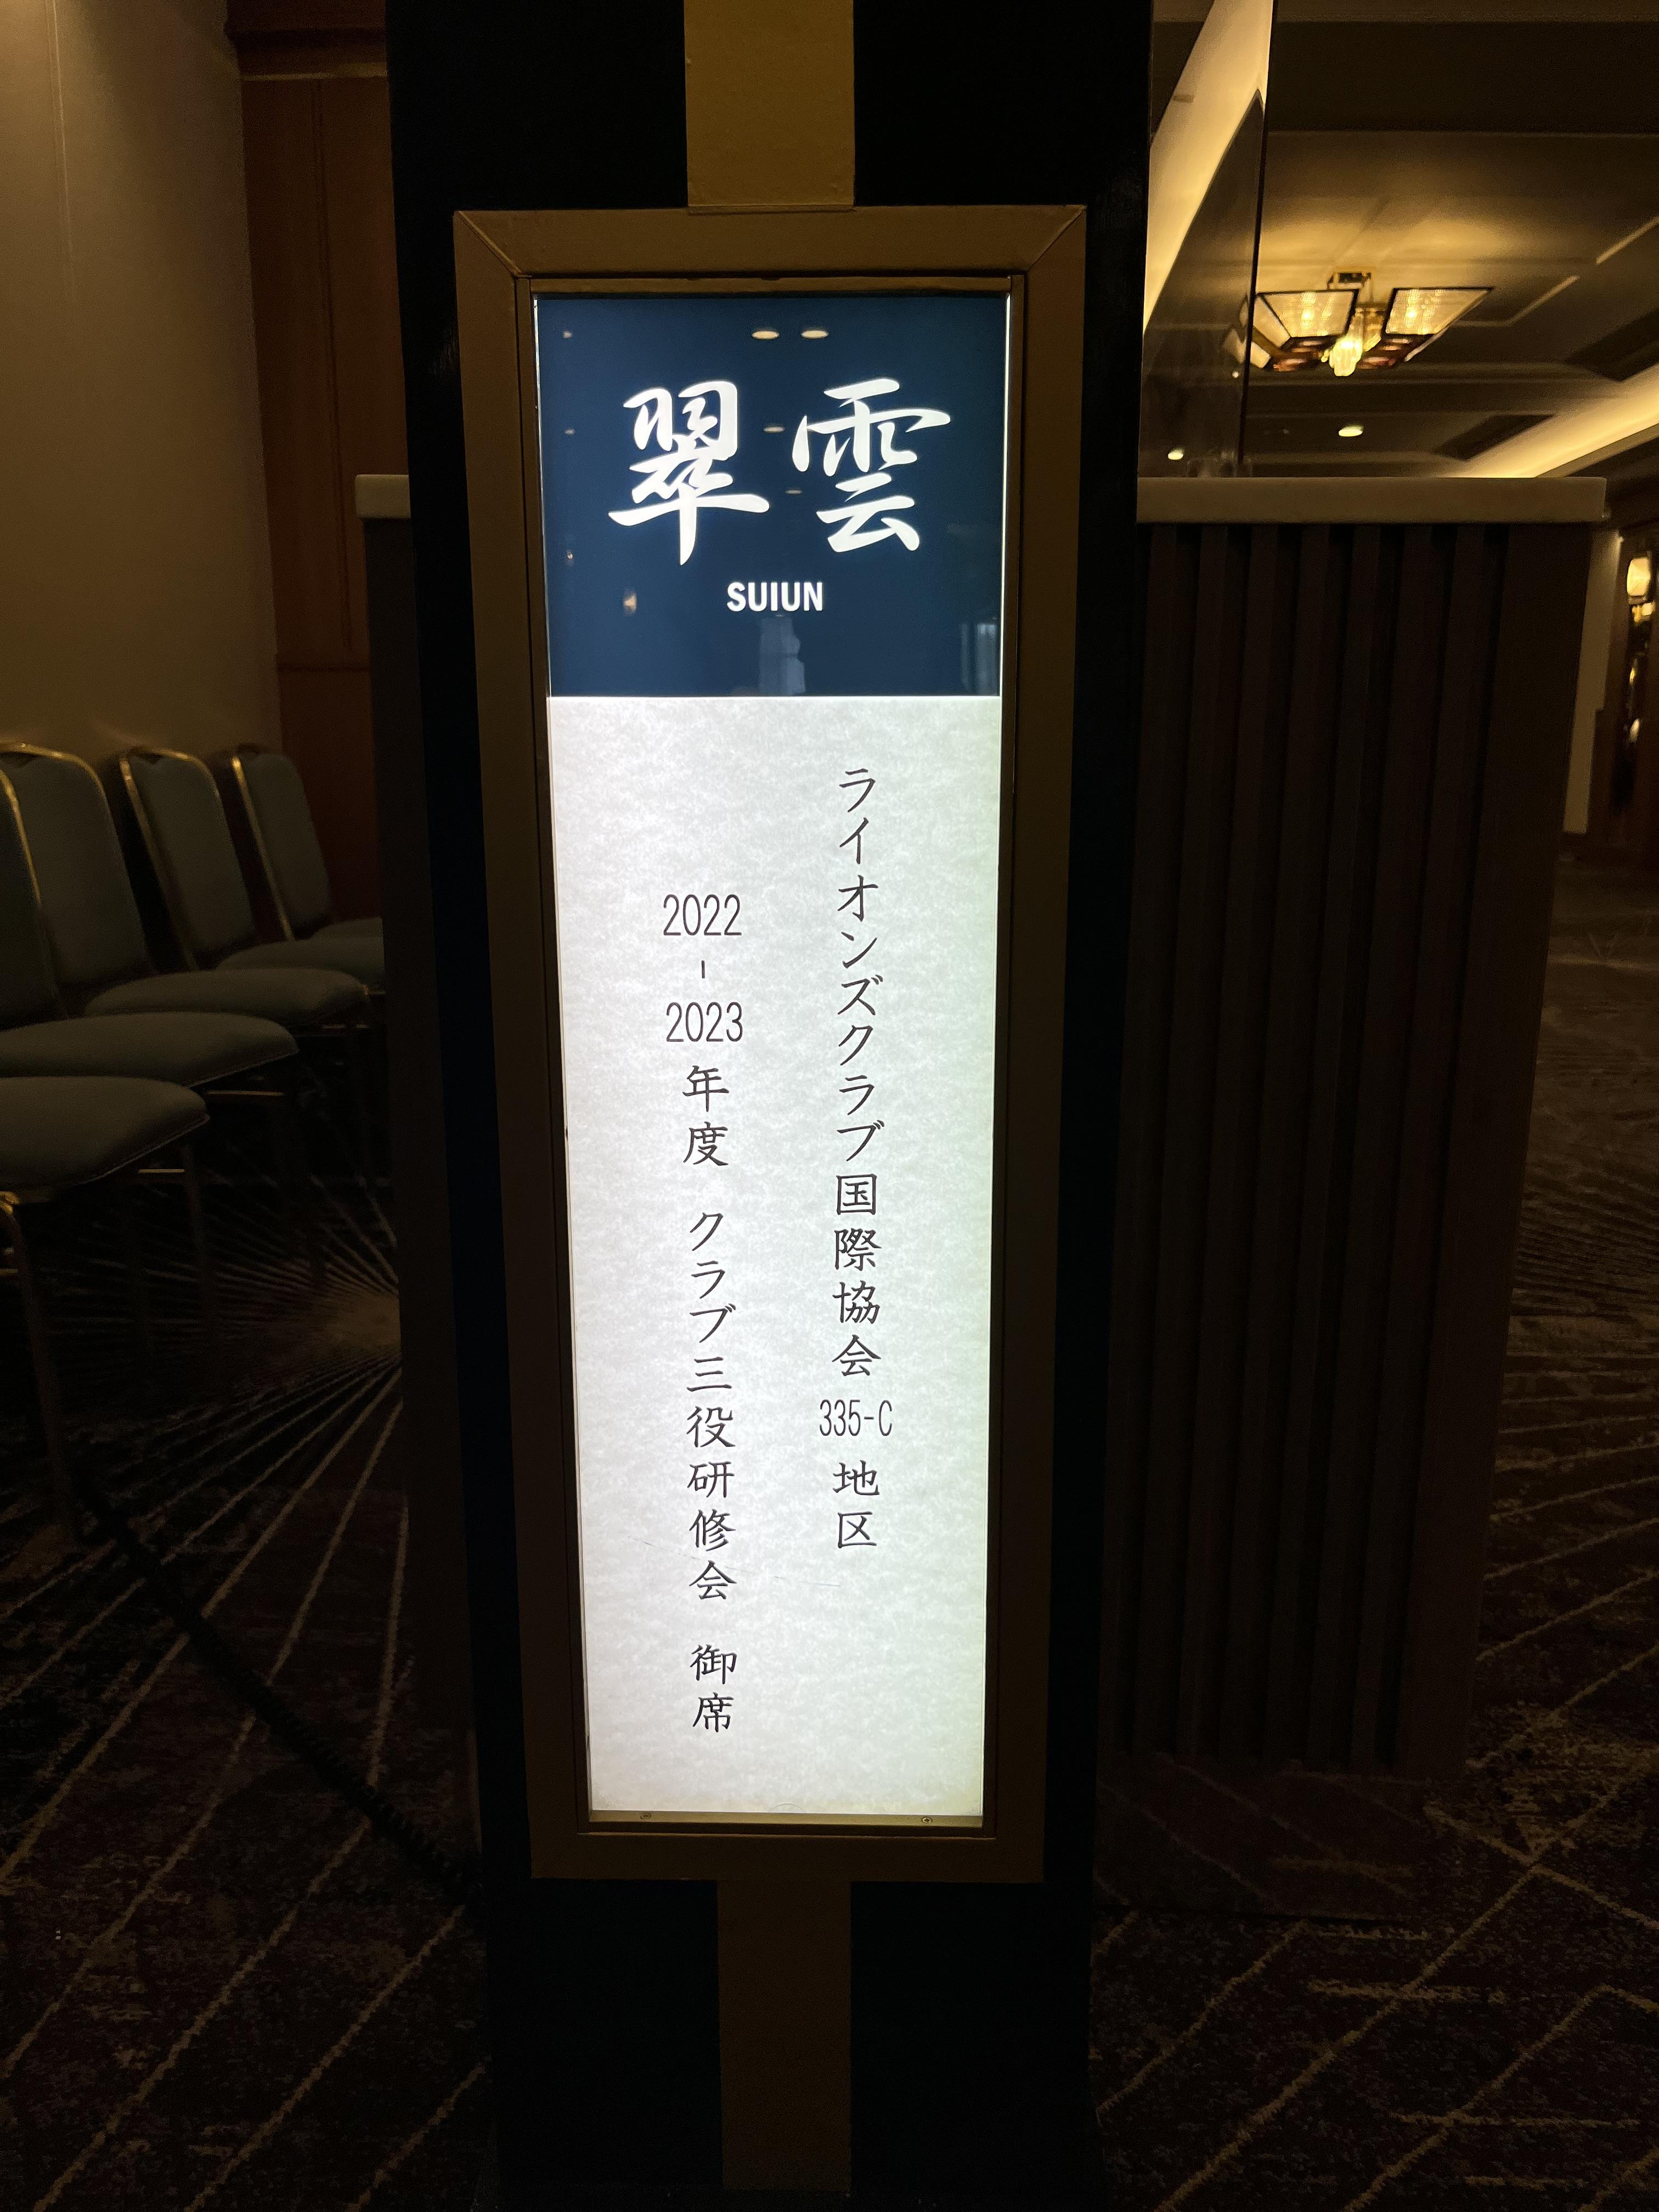 翠雲
SUIUN
ライオンズクラブ国際協会 335-C 地区
2022-2023 年度 クラブ三役研修会 御席